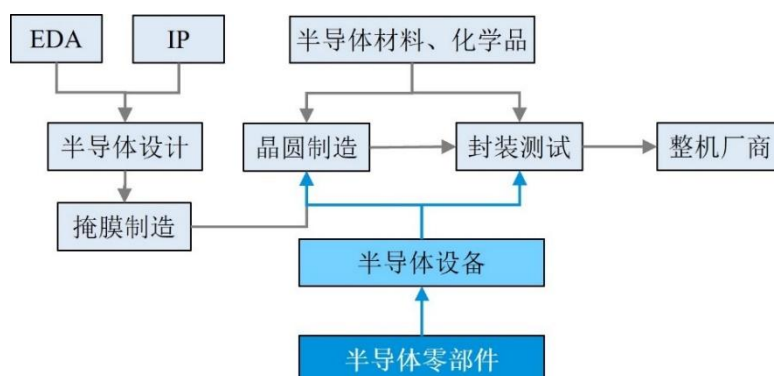 EDA
IP
半导体材料、化学品
半导体设计
晶圆制造
封装测试
整机厂商
掩膜制造
半导体设备
半导体零部件